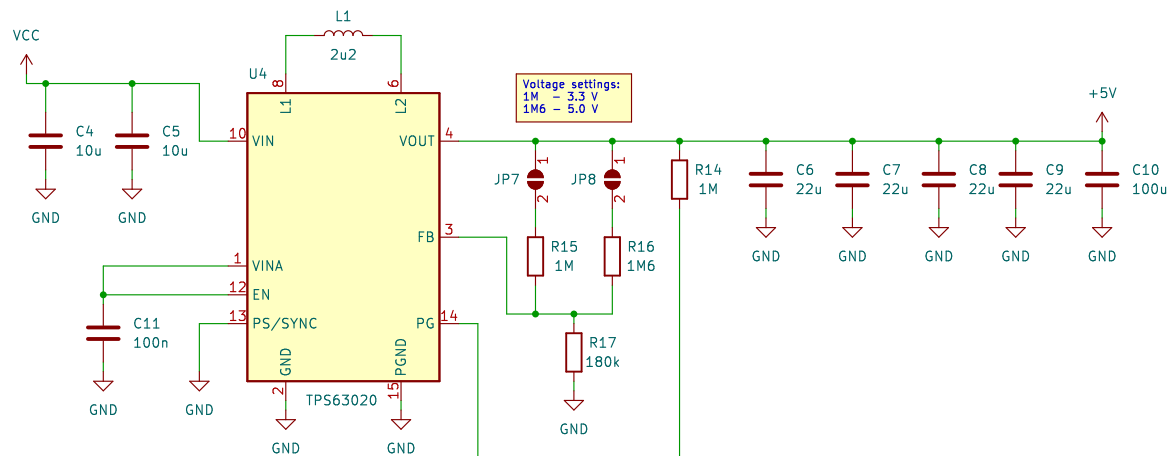 L1
2u2
VCC
U4
8
6
L1
L2
Voltage settings:
1M – 3.3 V
1M6 – 5.0 V
+5V
C4
10u
C5
10u
10
VIN
VOUT
4
1
JP7
2
1
JP8
2
R14
1M
C6
22u
C7
22u
C8
22u
C9
22u
C10
100u
GND
GND
GND
GND
GND
GND
GND
FB
3
R15
1M
R16
1M6
1
VINA
12
EN
13
PS/SYNC
PG
14
C11
100n
R17
180k
GND
PGND
2
15
TPS63020
GND
GND
GND
GND
GND